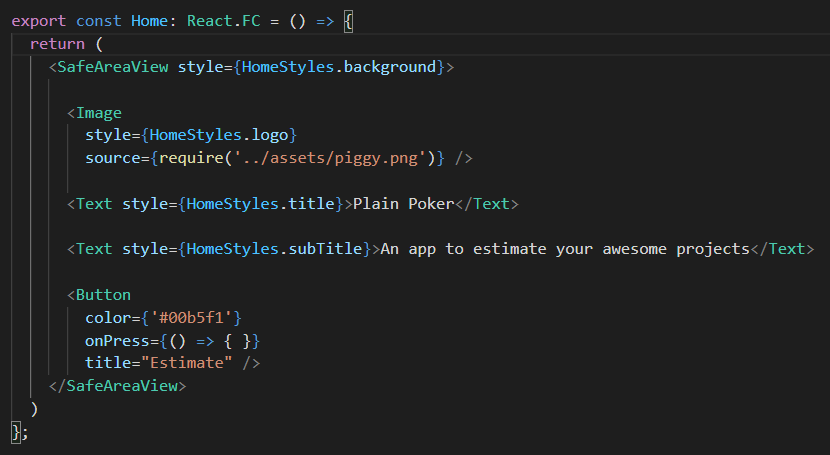 export const Home: React.FC = () => {
  return (
    <SafeAreaView style={HomeStyles.background}>

      <Image
        style={HomeStyles.logo}
        source={require('../assets/piggy.png')} />

      <Text style={HomeStyles.title}>Plain Poker</Text>

      <Text style={HomeStyles.subTitle}>An app to estimate your awesome projects</Text>

      <Button
        color={'#00b5f1'}
        onPress={() => { }}
        title="Estimate" />
    </SafeAreaView>
  )
};